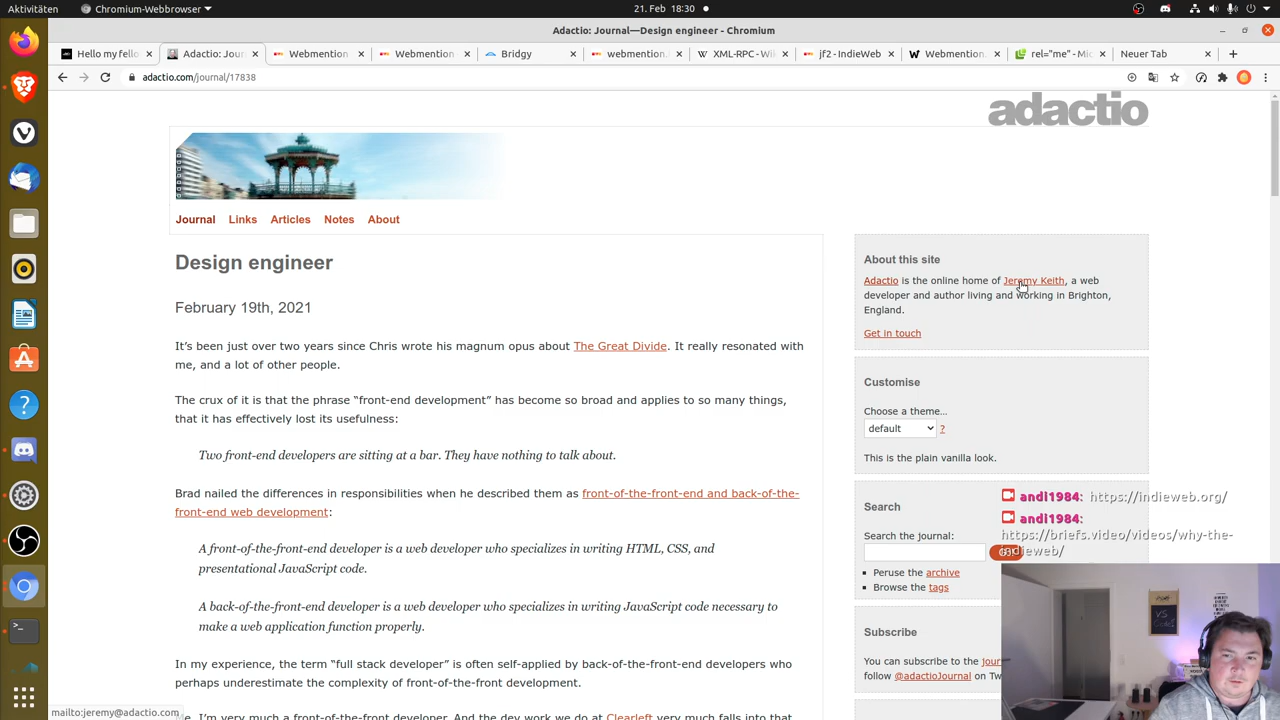 Aktivitäten
Chromium-Webbrowser
21. Feb 18:30
Adactio: Journal—Design engineer - Chromium
Hello my fello
Adactio: Jour
Webmention
Webmention
Bridgy
webmention.
XML-RPC - Wi
jf2 - IndieWeb
Webmention.
rel="me" - Mic
Neuer Tab
adactio.com/journal/17838
adactio
Journal
Links
Articles
Notes
About
Design engineer
February 19th, 2021
It’s been just over two years since Chris wrote his magnum opus about The Great Divide. It really resonated with
me, and a lot of other people.
The crux of it is that the phrase “front-end development” has become so broad and applies to so many things,
that it has effectively lost its usefulness:
Two front-end developers are sitting at a bar. They have nothing to talk about.
Brad nailed the differences in responsibilities when he described them as front-of-the-front-end and back-of-the-
front-end web development:
A front-of-the-front-end developer is a web developer who specializes in writing HTML, CSS, and
presentational JavaScript code.
A back-of-the-front-end developer is a web developer who specializes in writing JavaScript code necessary to
make a web application function properly.
In my experience, the term “full stack developer” is often self-applied by back-of-the-front-end developers who
perhaps underestimate the complexity of front-of-the-front development.
Me, I’m very much a front-of-the-front developer. And the dev work we do at Clearleft very much falls into that
About this site
Adactio is the online home of Jeremy Keith, a web
developer and author living and working in Brighton,
England.
Get in touch
Customise
Choose a theme…
default
?
This is the plain vanilla look.
Search
Search the journal:
Peruse the archive
Browse the tags
Subscribe
You can subscribe to the jour
follow @adactioJournal on Tw
andi1984: https://indieweb.org/
andi1984:
https://briefs.video/videos/why-the-
indieweb/
VS
mailto:jeremy@adactio.com